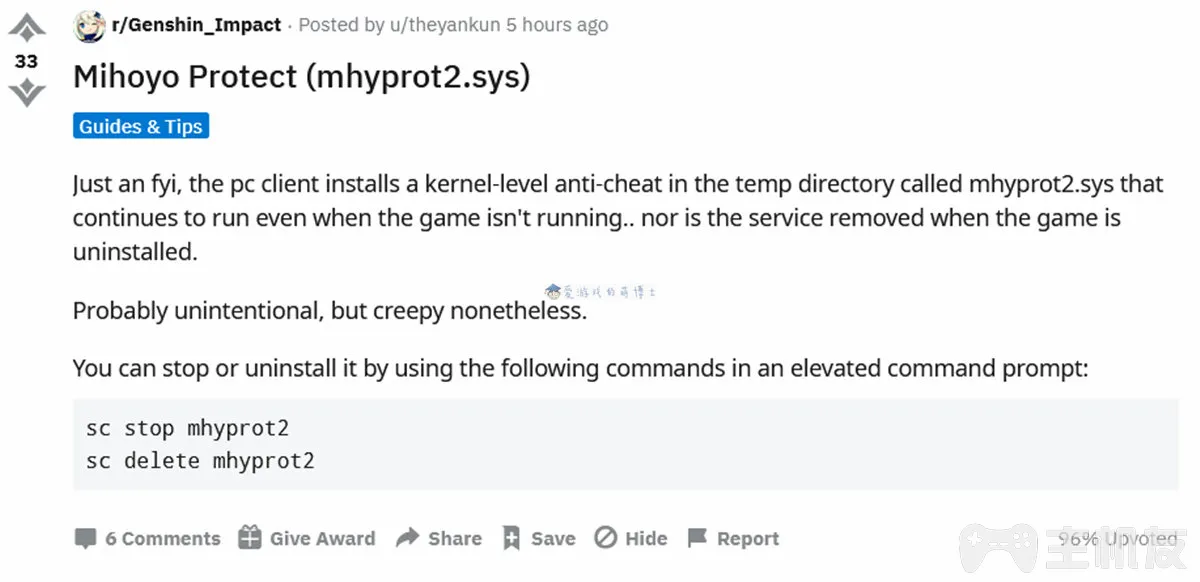 r/Genshin_Impact · Posted by u/theyankun 5 hours ago
33
Mihoyo Protect (mhyprot2.sys)
Guides & Tips
Just an fyi, the pc client installs a kernel-level anti-cheat in the temp directory called mhyprot2.sys that
continues to run even when the game isn't running.. nor is the service removed when the game is
uninstalled.
爱游戏的萌博士
Probably unintentional, but creepy nonetheless.
You can stop or uninstall it by using the following commands in an elevated command prompt:
sc stop mhyprot2
sc delete mhyprot2
6 Comments Give Award Share Save Hide Report 96% Upvoted
主机友